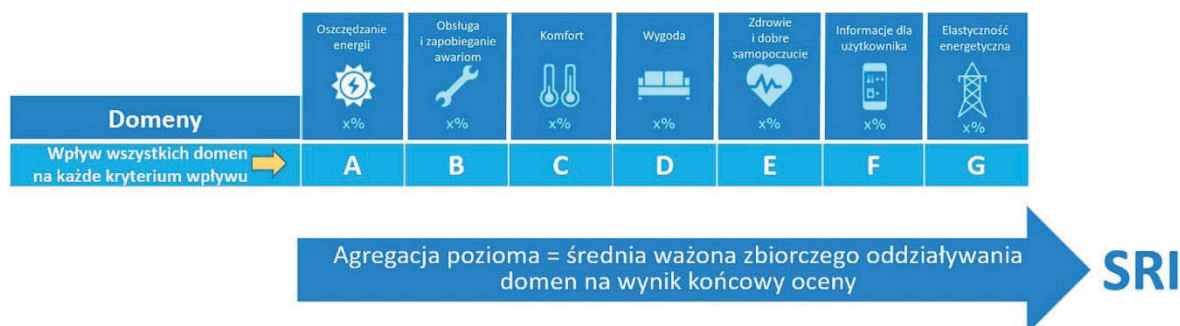 Oszczędzanie
energii
x%
Obsługa
i zapobieganie
awariom
x%
Komfort
x%
Wygoda
x%
Zdrowie
i dobre
samopoczucie
x%
Informacje dla
użytkownika
x%
Elastyczność
energetyczna
x%
Domeny
Wpływ wszystkich domen
na każde kryterium wpływu
A
B
C
D
E
F
G
Agregacja pozioma = średnia ważona zbiorczego oddziaływania
domen na wynik końcowy oceny
SRI